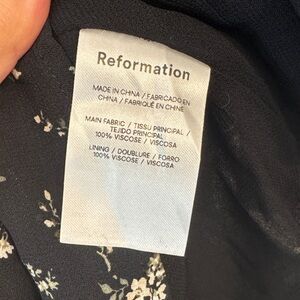 Reformation
MADE IN CHINA / FABRICADO EN
CHINA / FABRIQUÉ EN CHINE
MAIN FABRIC / TISSU PRINCIPAL /
TEJIDO PRINCIPAL
100% VISCOSE / VISCOSA
LINING / DOUBLURE / FORRO
100% VISCOSE / VISCOSA